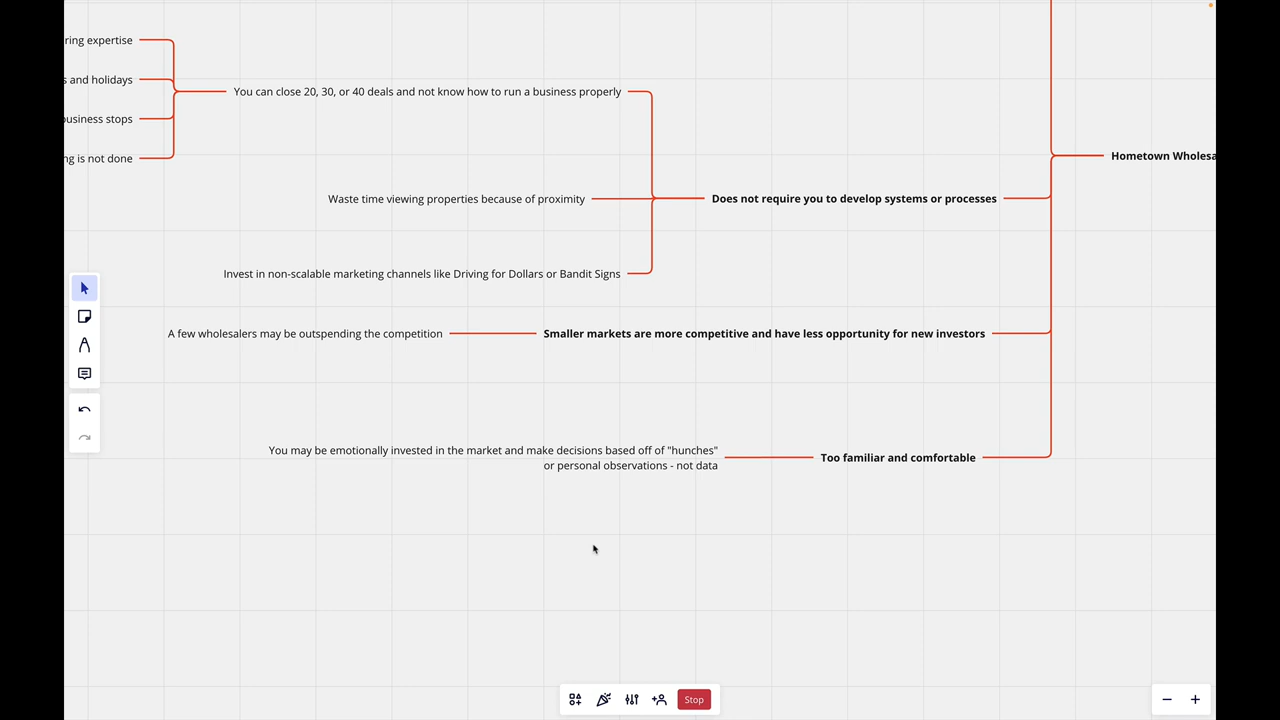 ring expertise
s and holidays
You can close 20, 30, or 40 deals and not know how to run a business properly
business stops
ng is not done
Hometown Wholesa
Waste time viewing properties because of proximity
Does not require you to develop systems or processes
Invest in non-scalable marketing channels like Driving for Dollars or Bandit Signs
A few wholesalers may be outspending the competition
Smaller markets are more competitive and have less opportunity for new investors
You may be emotionally invested in the market and make decisions based off of "hunches"
or personal observations - not data
Too familiar and comfortable
Stop